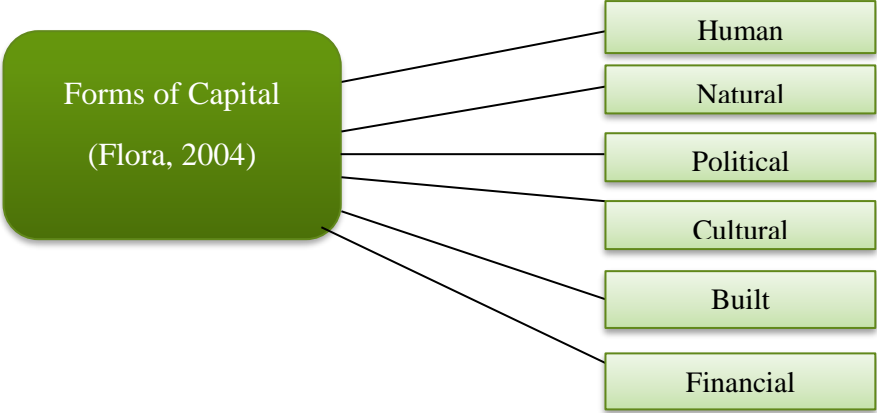 Forms of Capital
(Flora, 2004)
Human
Natural
Political
Cultural
Built
Financial